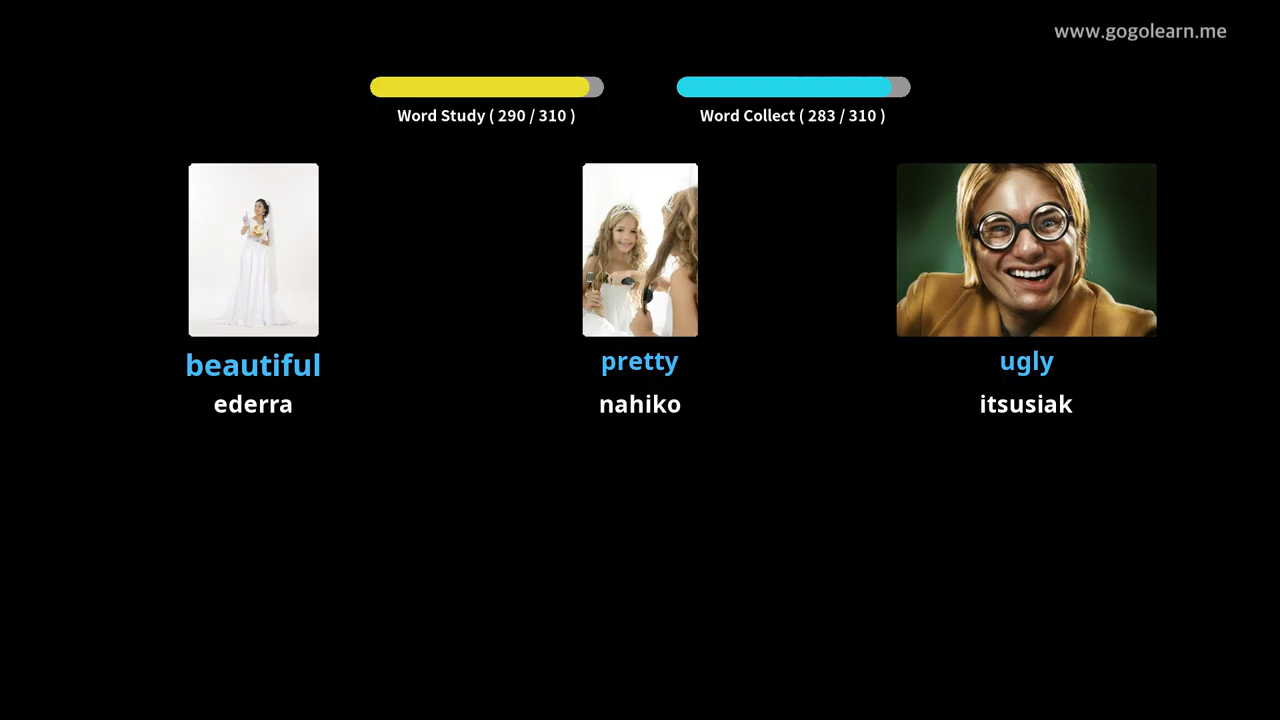 www.gogolearn.me
Word Study ( 290 / 310 )
Word Collect ( 283 / 310 )
beautiful
ederra
pretty
nahiko
ugly
itsusiak